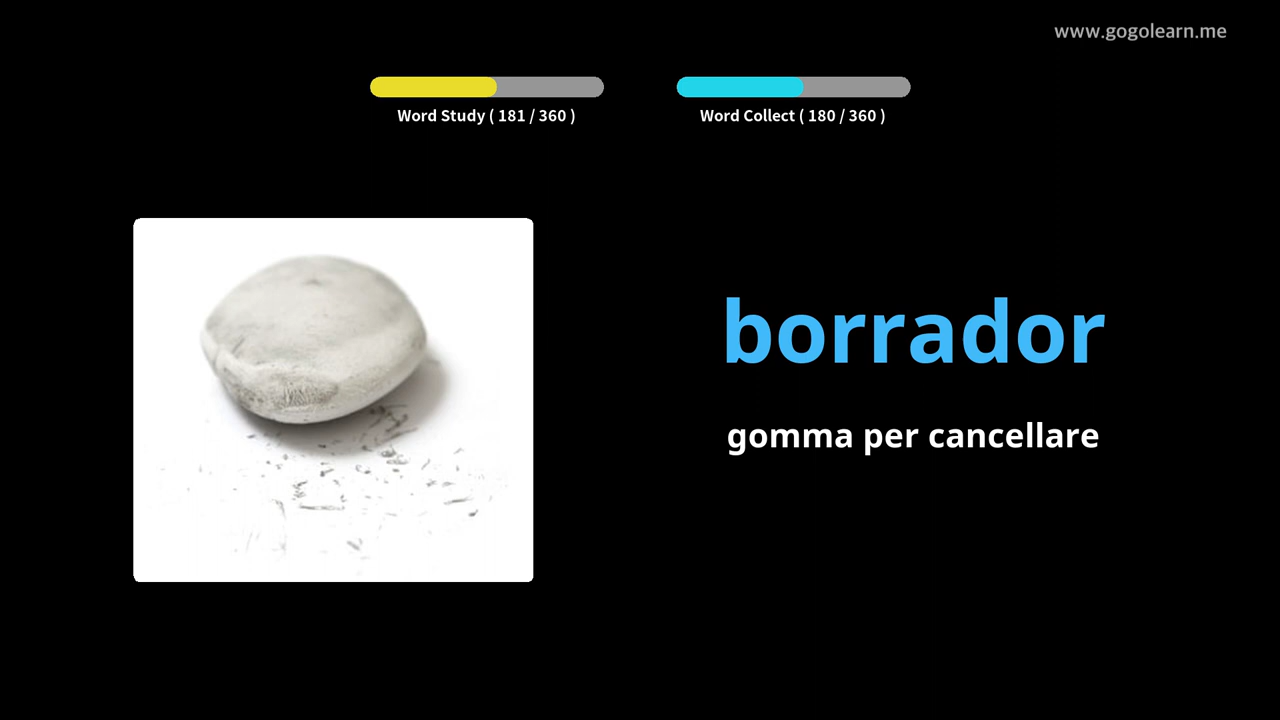 www.gogolearn.me
Word Study ( 181 / 360 )
Word Collect ( 180 / 360 )
borrador
gomma per cancellare